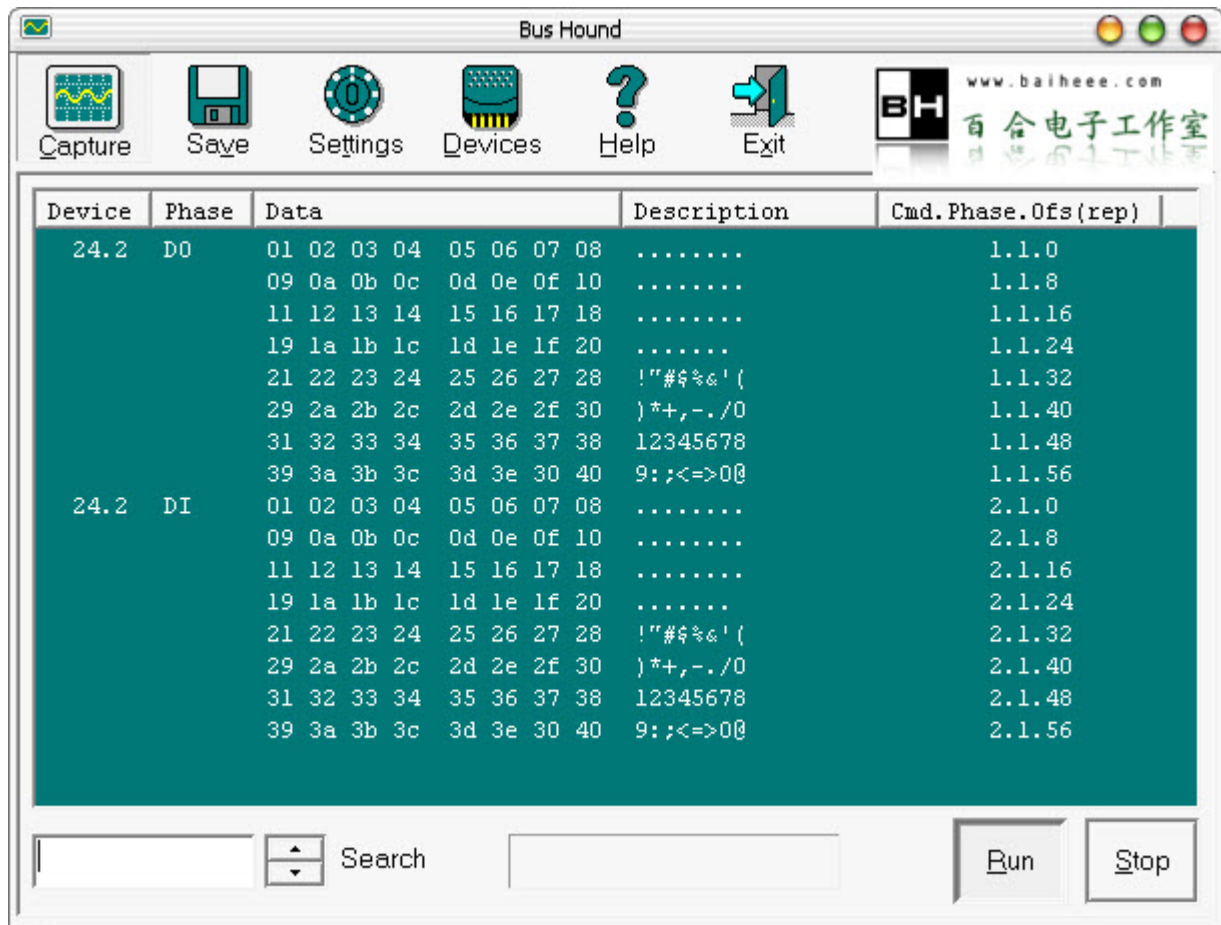 Bus Hound
Capture Save Settings Devices Help Exit
BH
www.baiheee.com
百合电子工作室
Device Phase Data Description Cmd.Phase.Ofs(rep)
24.2 DO 01 02 03 04 05 06 07 08 ........ 1.1.0
09 0a 0b 0c 0d 0e 0f 10 ........ 1.1.8
11 12 13 14 15 16 17 18 ........ 1.1.16
19 1a 1b 1c 1d 1e 1f 20 ....... 1.1.24
21 22 23 24 25 26 27 28 !"#$%&'( 1.1.32
29 2a 2b 2c 2d 2e 2f 30 )*+,-./0 1.1.40
31 32 33 34 35 36 37 38 12345678 1.1.48
39 3a 3b 3c 3d 3e 30 40 9:;<=>0@ 1.1.56
24.2 DI 01 02 03 04 05 06 07 08 ........ 2.1.0
09 0a 0b 0c 0d 0e 0f 10 ........ 2.1.8
11 12 13 14 15 16 17 18 ........ 2.1.16
19 1a 1b 1c 1d 1e 1f 20 ....... 2.1.24
21 22 23 24 25 26 27 28 !"#$%&'( 2.1.32
29 2a 2b 2c 2d 2e 2f 30 )*+,-./0 2.1.40
31 32 33 34 35 36 37 38 12345678 2.1.48
39 3a 3b 3c 3d 3e 30 40 9:;<=>0@ 2.1.56
Search Run Stop